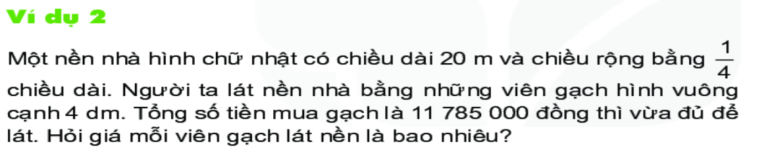 Ví dụ 2
Một nền nhà hình chữ nhật có chiều dài 20 m và chiều rộng bằng 1/4
chiều dài. Người ta lát nền nhà bằng những viên gạch hình vuông
cạnh 4 dm. Tổng số tiền mua gạch là 11 785 000 đồng thì vừa đủ để
lát. Hỏi giá mỗi viên gạch lát nền là bao nhiêu?